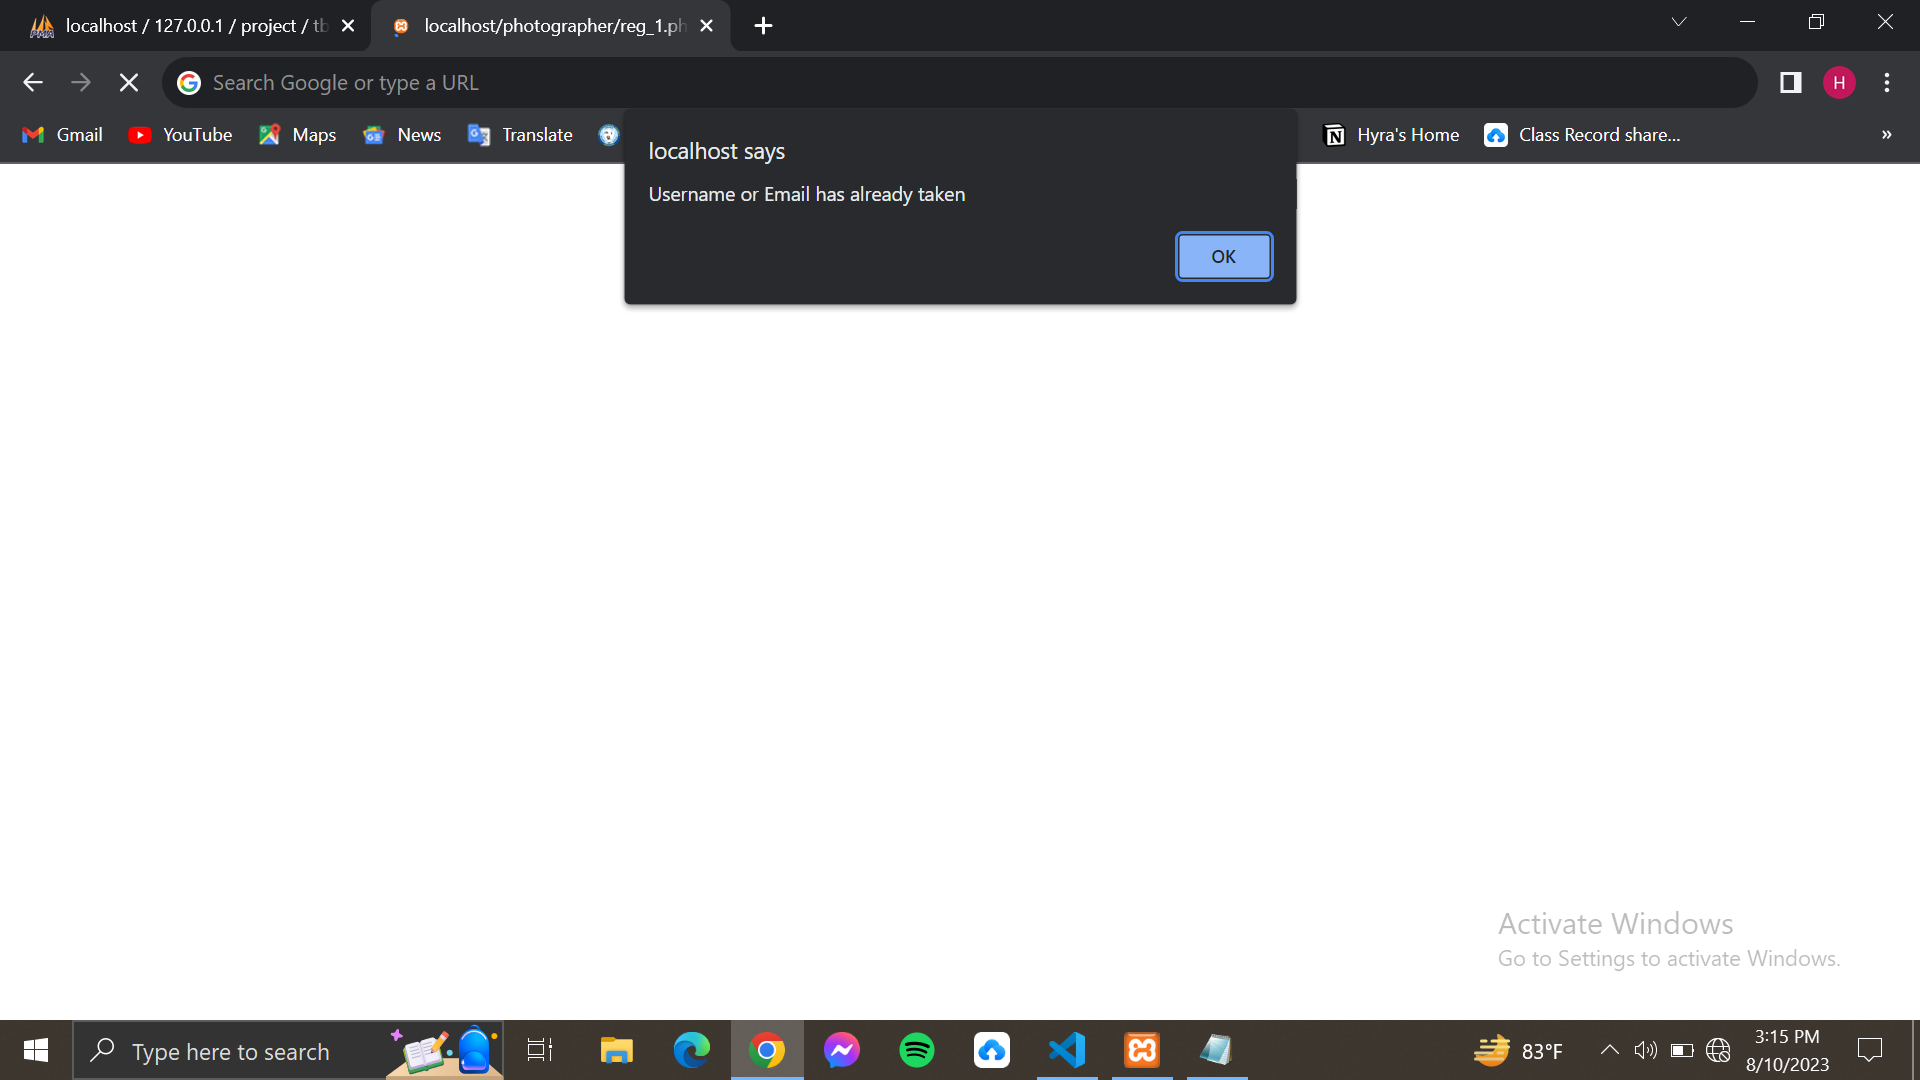 localhost / 127.0.0.1 / project / tb
localhost/photographer/reg_1.ph
Search Google or type a URL
H
Gmail
YouTube
Maps
News
Translate
Hyra's Home
Class Record share...
»
localhost says
Username or Email has already taken
OK
Activate Windows
Go to Settings to activate Windows.
Type here to search
83°F
3:15 PM
8/10/2023